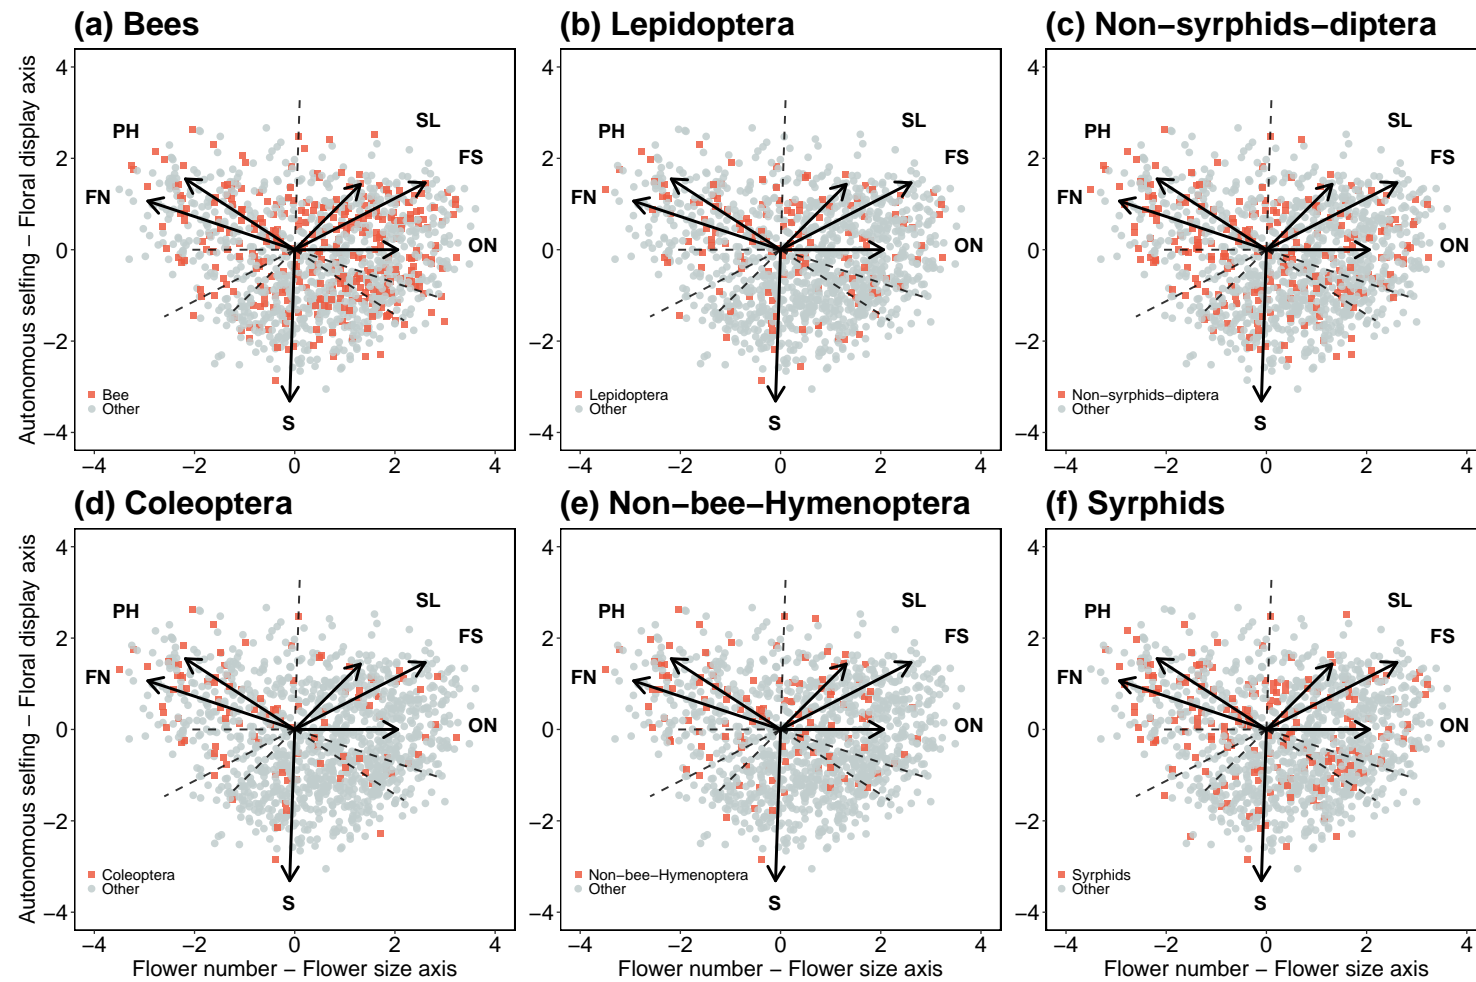 (a) Bees
(b) Lepidoptera
(c) Non−syrphids−diptera
Autonomous selfing − Floral display axis
4
2
0
−2
−4
PH
SL
FS
FN
ON
S
Bee
Other
−4 −2 0 2 4
4
2
0
−2
−4
PH
SL
FS
FN
ON
S
Lepidoptera
Other
−4 −2 0 2 4
4
2
0
−2
−4
PH
SL
FS
FN
ON
S
Non−syrphids−diptera
Other
−4 −2 0 2 4
(d) Coleoptera
(e) Non−bee−Hymenoptera
(f) Syrphids
Autonomous selfing − Floral display axis
4
2
0
−2
−4
PH
SL
FS
FN
ON
S
Coleoptera
Other
−4 −2 0 2 4
Flower number − Flower size axis
4
2
0
−2
−4
PH
SL
FS
FN
ON
S
Non−bee−Hymenoptera
Other
−4 −2 0 2 4
Flower number − Flower size axis
4
2
0
−2
−4
PH
SL
FS
FN
ON
S
Syrphids
Other
−4 −2 0 2 4
Flower number − Flower size axis